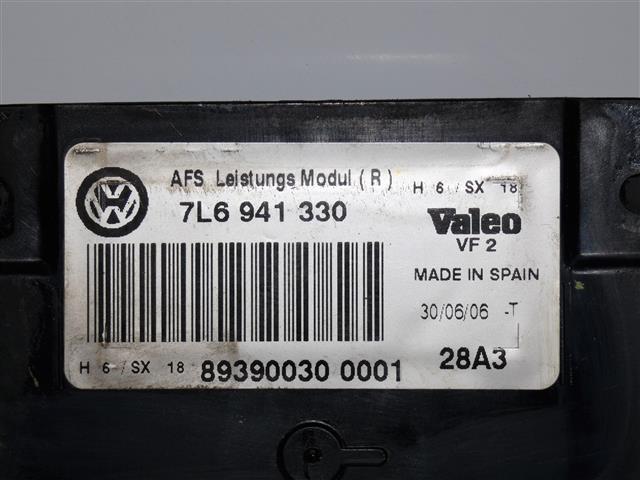 AFS Leistungs Modul ( R )
H 6 / SX 18
7L6 941 330
Valeo
VF 2
MADE IN SPAIN
30/06/06 -T
H 6 / SX 18
89390030 0001
28A3